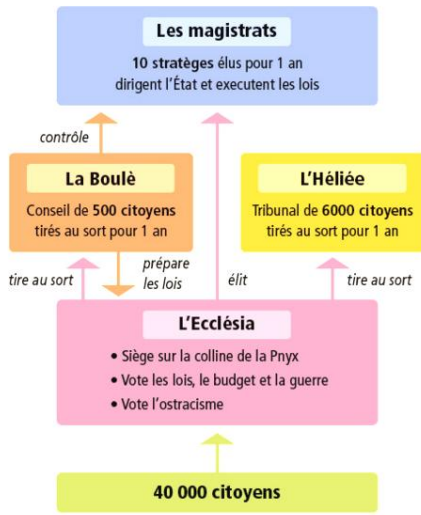 Les magistrats
10 stratèges élus pour 1 an
dirigent l'État et executent les lois
contrôle
La Boulè
Conseil de 500 citoyens
tirés au sort pour 1 an
L'Héliée
Tribunal de 6000 citoyens
tirés au sort pour 1 an
tire au sort
prépare
les lois
élit
tire au sort
L'Ecclésia
• Siège sur la colline de la Pnyx
• Vote les lois, le budget et la guerre
• Vote l'ostracisme
40 000 citoyens